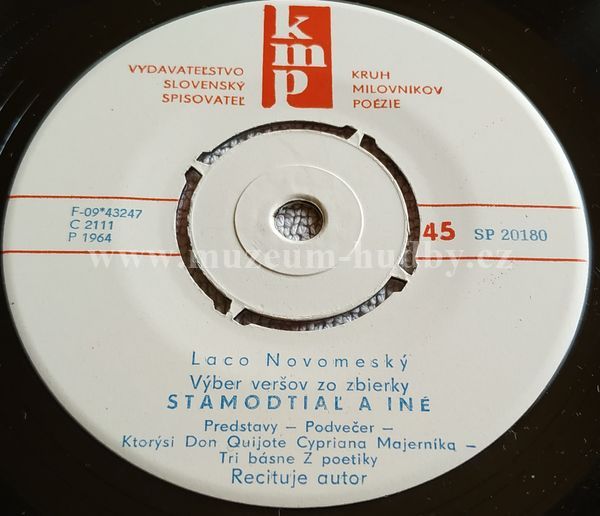 kmp
VYDAVATEĽSTVO
SLOVENSKÝ
SPISOVATEĽ
KRUH
MILOVNIKOV
POÉZIE
F-09*43247
C 2111
P 1964
45 SP 20180
www.muzeum-hudby.cz
Laco Novomeský
Výber veršov zo zbierky
STAMODTIAĽ A INÉ
Predstavy — Podvečer —
Ktorýsi Don Quijote Cypriana Majerníka —
Tri básne Z poetiky
Recituje autor